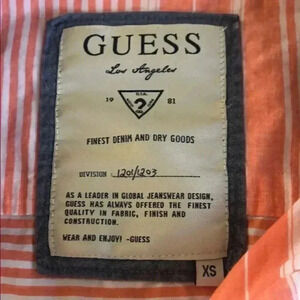 GUESS
Los Angeles
U.S.A.
19 ? 81
FINEST DENIM AND DRY GOODS
DIVISION : 1201/1203
AS A LEADER IN GLOBAL JEANSWEAR DESIGN,
GUESS HAS ALWAYS OFFERED THE FINEST
QUALITY IN FABRIC, FINISH AND
CONSTRUCTION.
WEAR AND ENJOY! -GUESS
XS